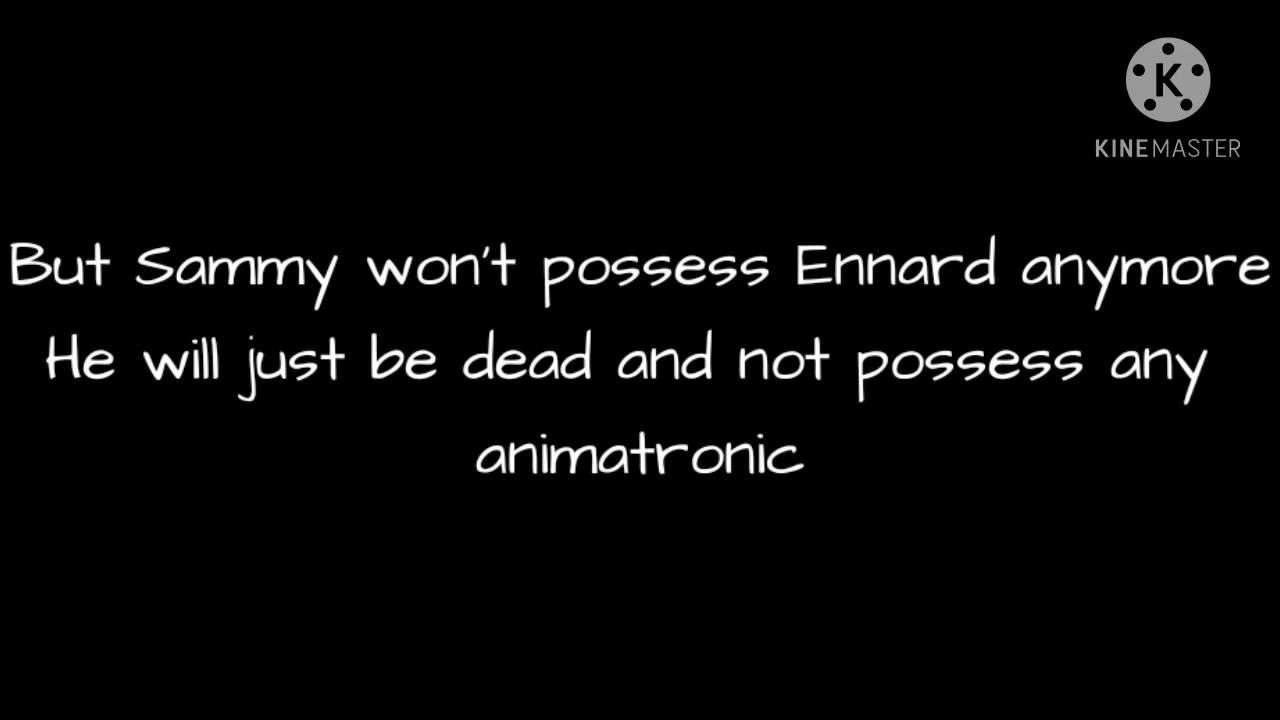 K
KINEMASTER
But Sammy won't possess Ennard anymore
He will just be dead and not possess any
animatronic